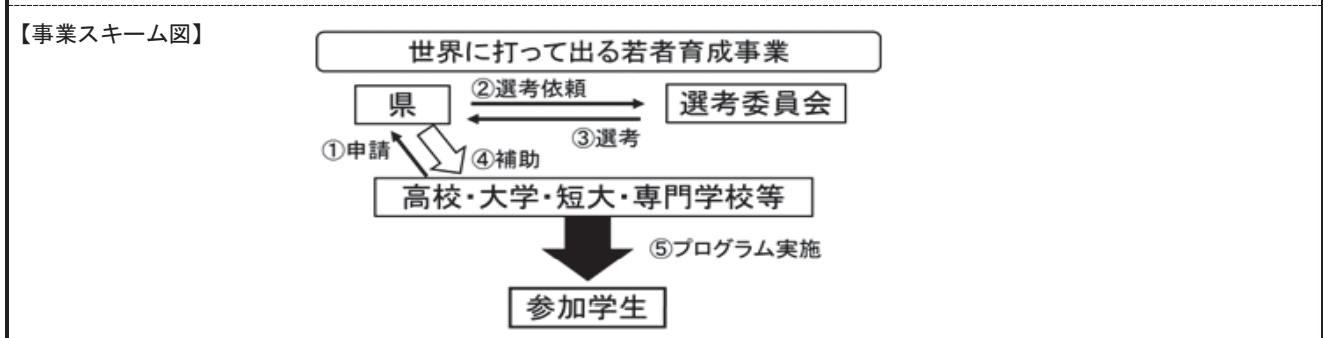 【事業スキーム図】
世界に打って出る若者育成事業
県
②選考依頼
選考委員会
③選考
①申請
④補助
高校・大学・短大・専門学校等
⑤プログラム実施
参加学生